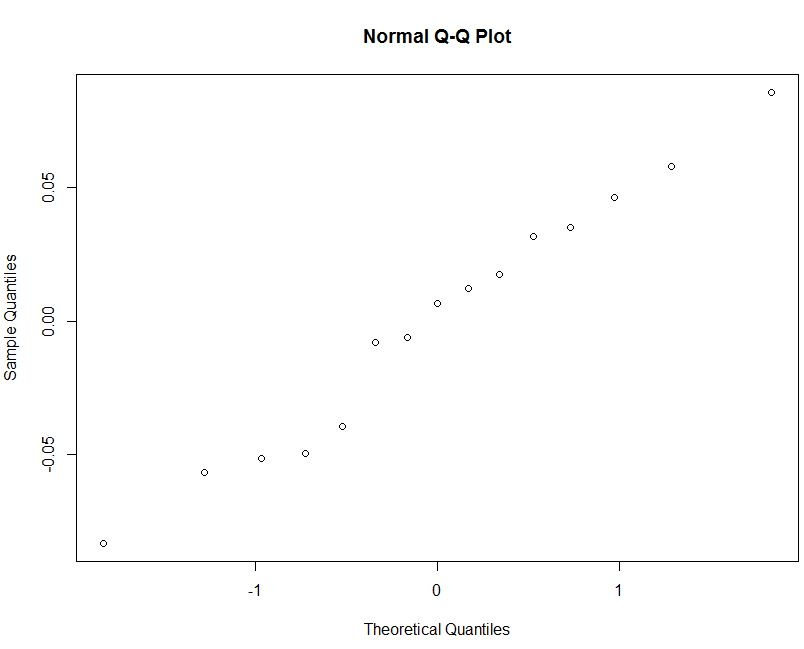 Normal Q-Q Plot
0.05
0.00
-0.05
Sample Quantiles
-1
0
1
Theoretical Quantiles